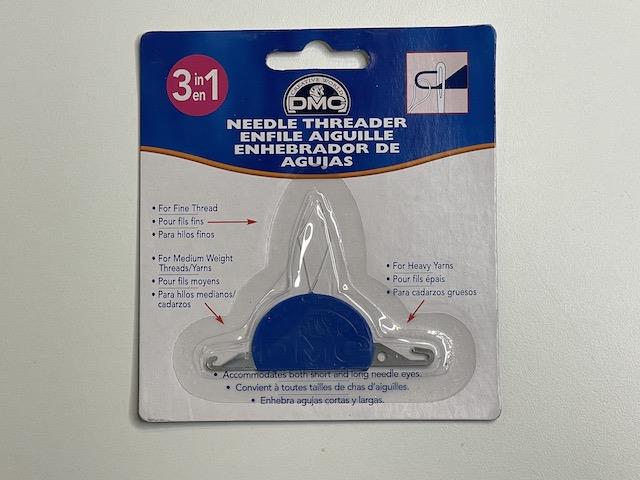 3 in
en 1
CREATIVE WORLD
DMC
NEEDLE THREADER
ENFILE AIGUILLE
ENHEBRADOR DE
AGUJAS
• For Fine Thread
• Pour fils fins
• Para hilos finos
• For Medium Weight
Threads/Yarns
• Pour fils moyens
• Para hilos medianos/
cadarzos
• For Heavy Yarns
• Pour fils épais
• Para cadarzos gruesos
DMC
• Accommodates both short and long needle eyes.
• Convient à toutes tailles de chas d'aiguilles.
• Enhebra agujas cortas y largas.